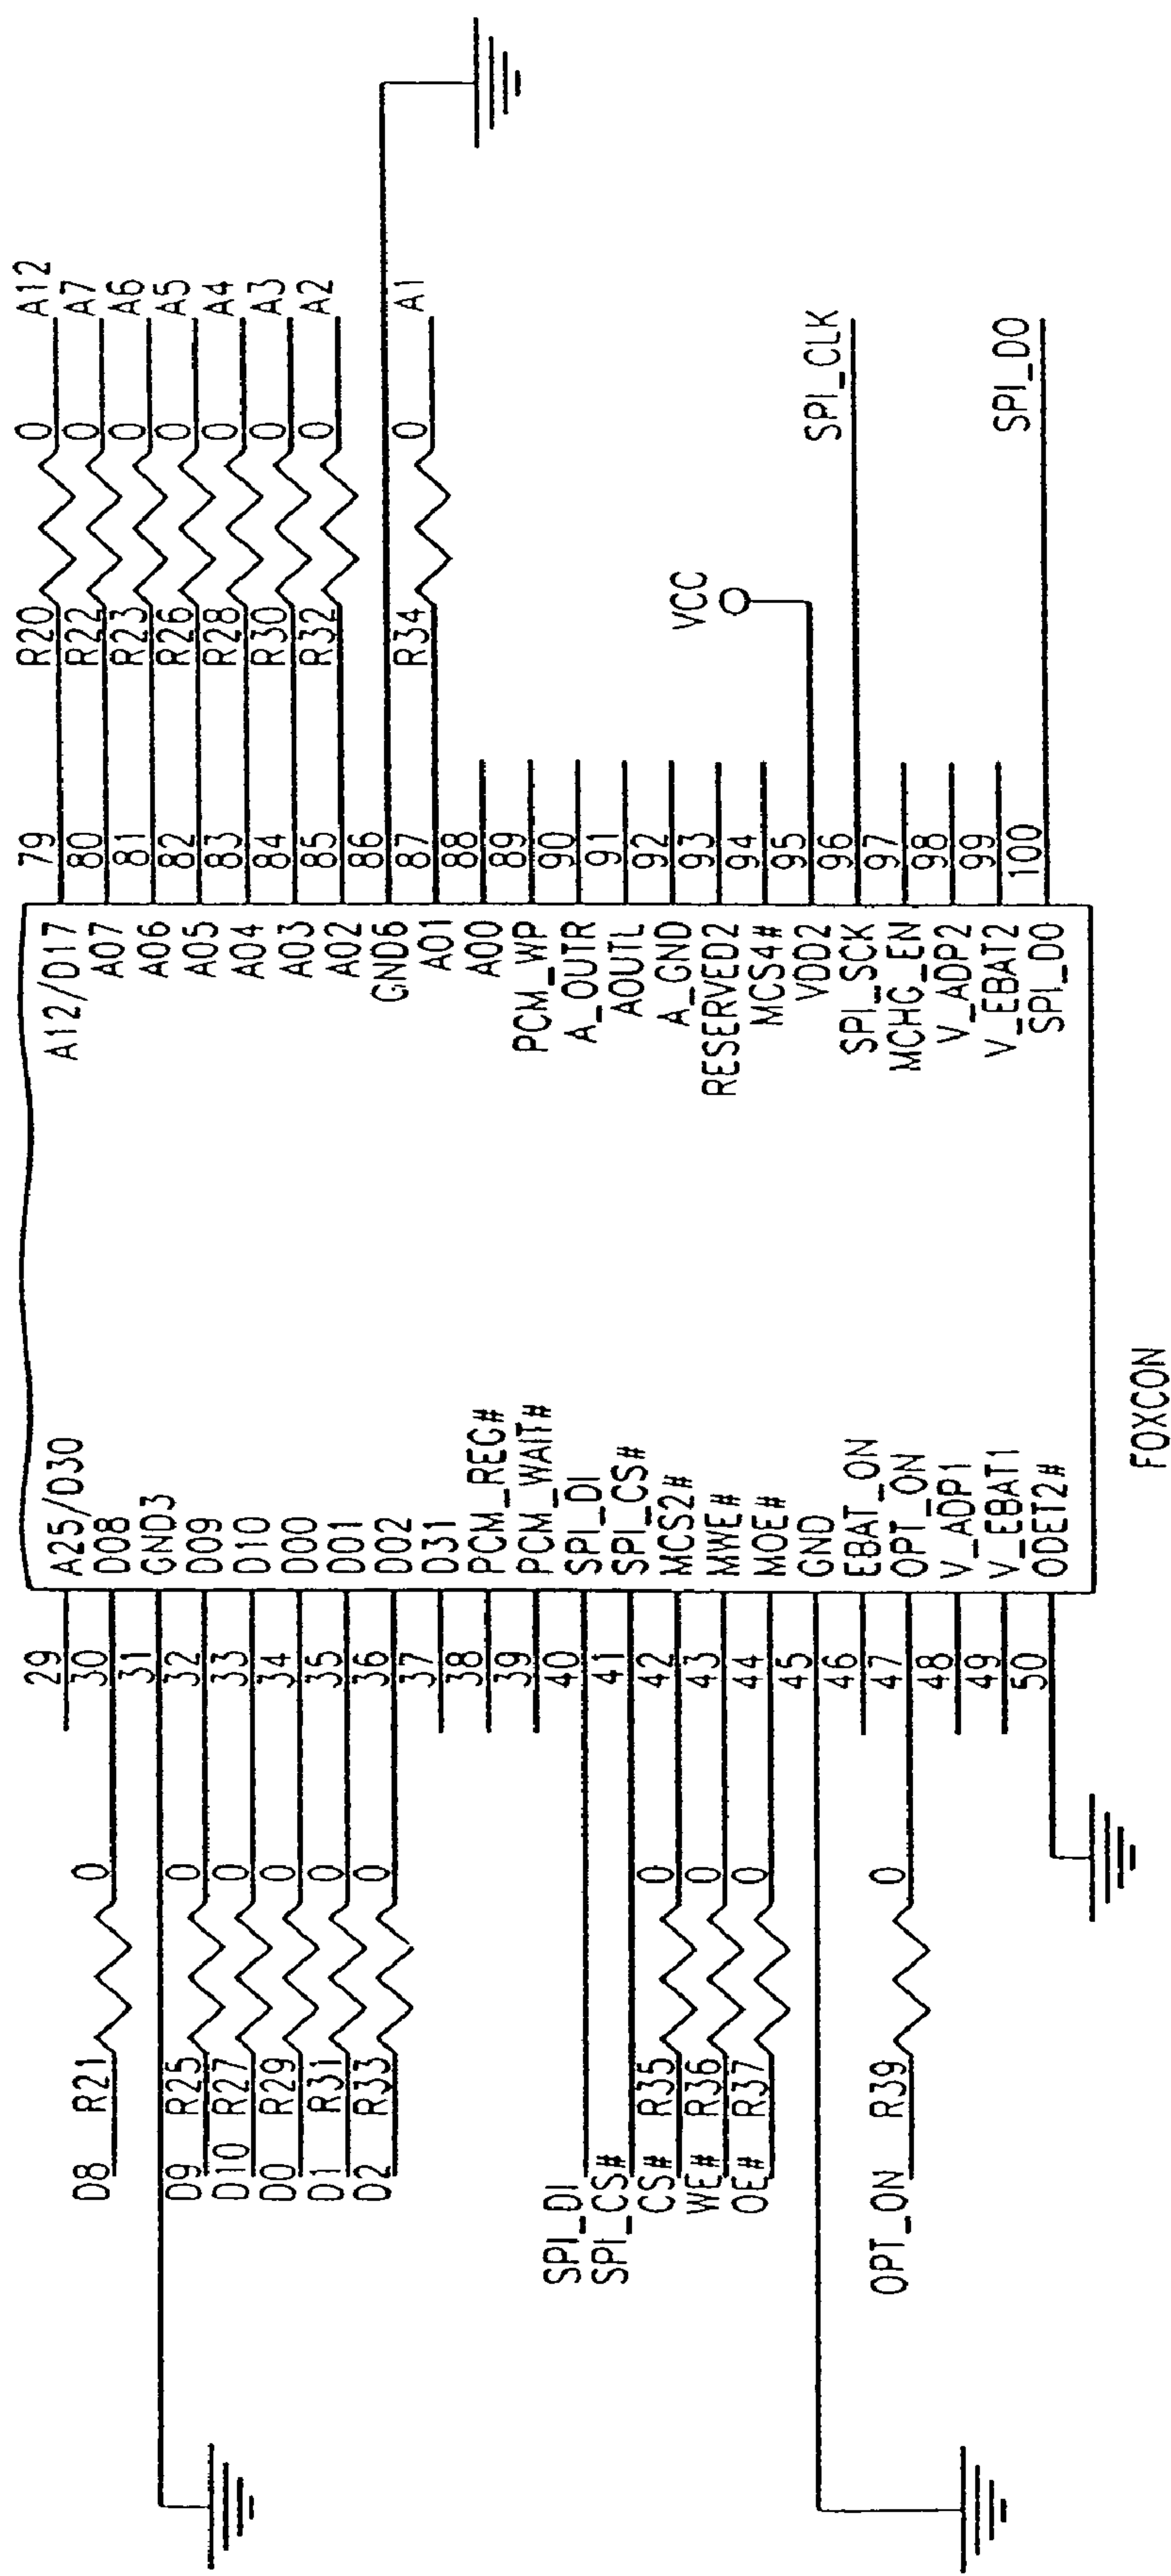 29 A25/D30 A12/D17 79 R20 0 A12
D8 R21 0 30 D08 A07 80 R22 0 A7
31 GND3 A06 81 R23 0 A6
D9 R25 0 32 D09 A05 82 R26 0 A5
D10 R27 0 33 D10 A04 83 R28 0 A4
D0 R29 0 34 D00 A03 84 R30 0 A3
D1 R31 0 35 D01 A02 85 R32 0 A2
D2 R33 0 36 D02 GND6 86
37 D31 A01 87 R34 0 A1
38 PCM_REG# A00 88
39 PCM_WAIT# PCM_WP 89
SPI_DI 40 SPI_DI A_OUTR 90
SPI_CS# 41 SPI_CS# AOUTL 91
CS# R35 0 42 MCS2# A_GND 92
WE# R36 0 43 MWE# RESERVED2 93 VCC
OE# R37 0 44 MOE# MCS4# 94
45 GND VDD2 95
46 EBAT_ON SPI_SCK 96 SPI_CLK
OPT_ON R39 0 47 OPT_ON MCHG_EN 97
48 V_ADP1 V_ADP2 98
49 V_EBAT1 V_EBAT2 99
50 ODET2# SPI_DO 100 SPI_DO
FOXCON